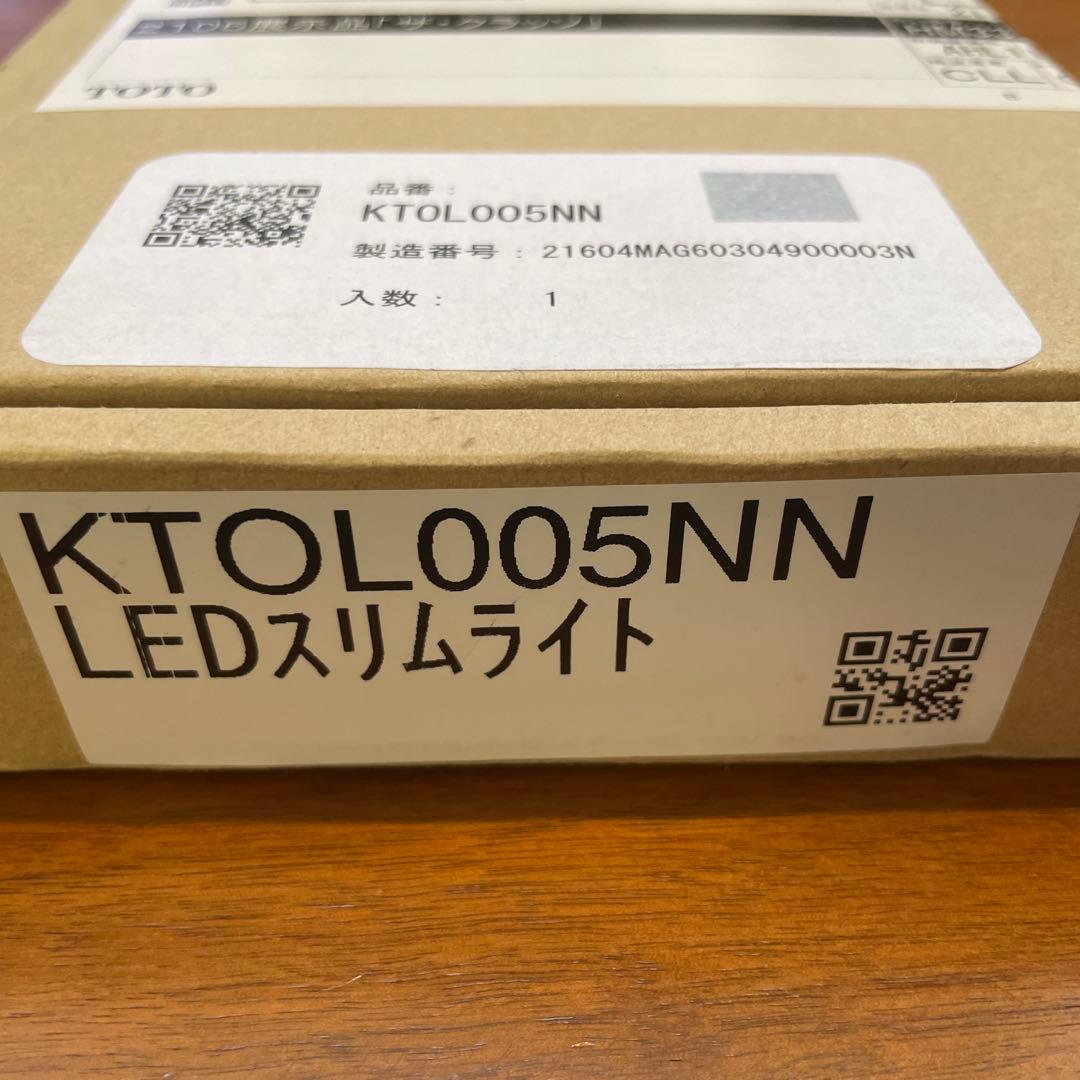 TOTO
CLL
品番:
KTOL005NN
製造番号: 21604MAG60304900003N
入数: 1
KTOL005NN
LEDスリムライト